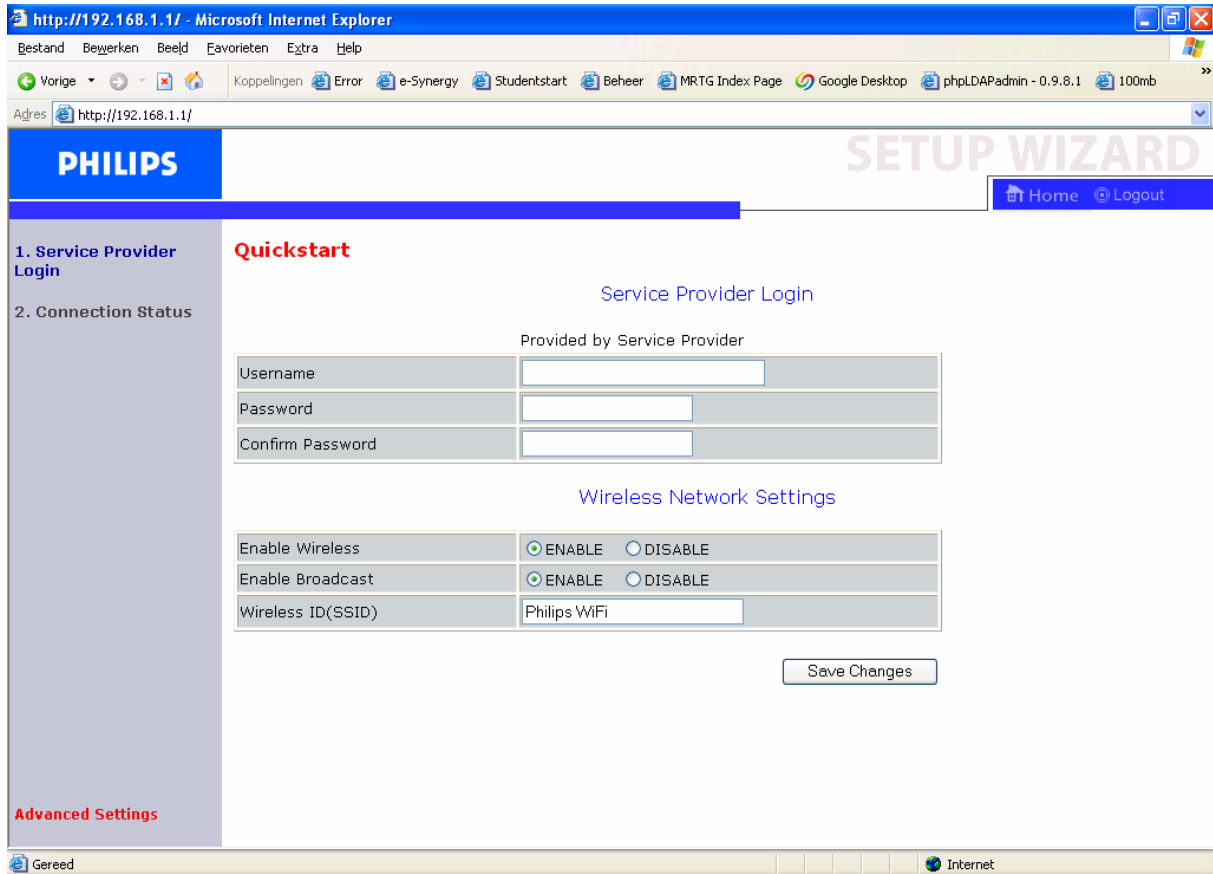 http://192.168.1.1/ - Microsoft Internet Explorer
Bestand Bewerken Beeld Favorieten Extra Help
Vorige Koppelingen Error e-Synergy Studentstart Beheer MRTG Index Page Google Desktop phpLDAPadmin - 0.9.8.1 100mb »
Adres http://192.168.1.1/
PHILIPS
SETUP WIZARD
Home Logout
1. Service Provider Login
2. Connection Status
Advanced Settings
Quickstart
Service Provider Login
Provided by Service Provider
Username
Password
Confirm Password
Wireless Network Settings
Enable Wireless ENABLE DISABLE
Enable Broadcast ENABLE DISABLE
Wireless ID(SSID) Philips WiFi
Save Changes
Gereed Internet